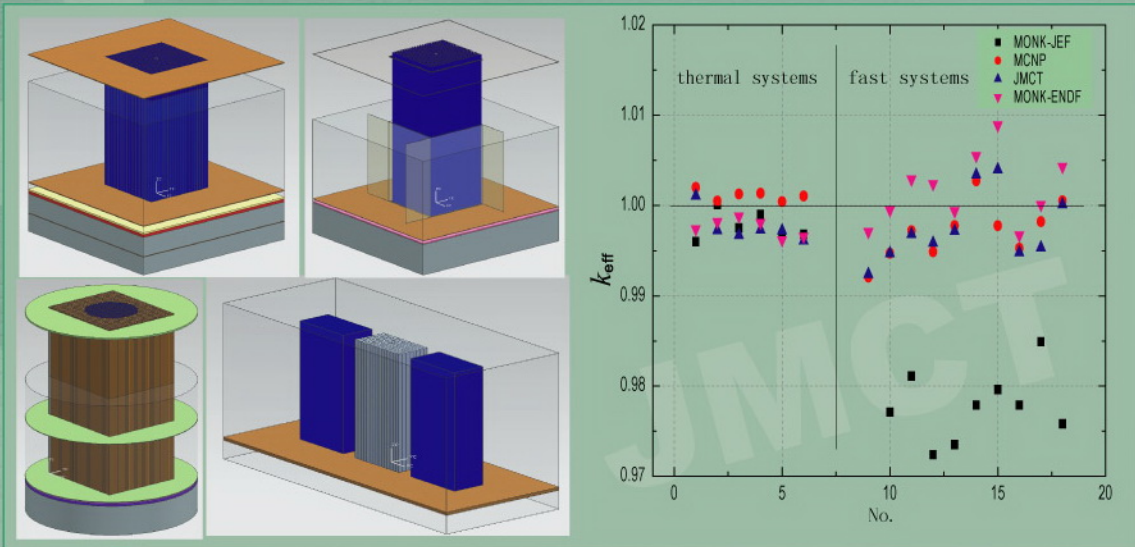 1.02
1.01
1.00
0.99
0.98
0.97
keff
thermal systems
fast systems
MONK-JEF
MCNP
JMCT
MONK-ENDF
JMCT
0
5
10
15
20
No.